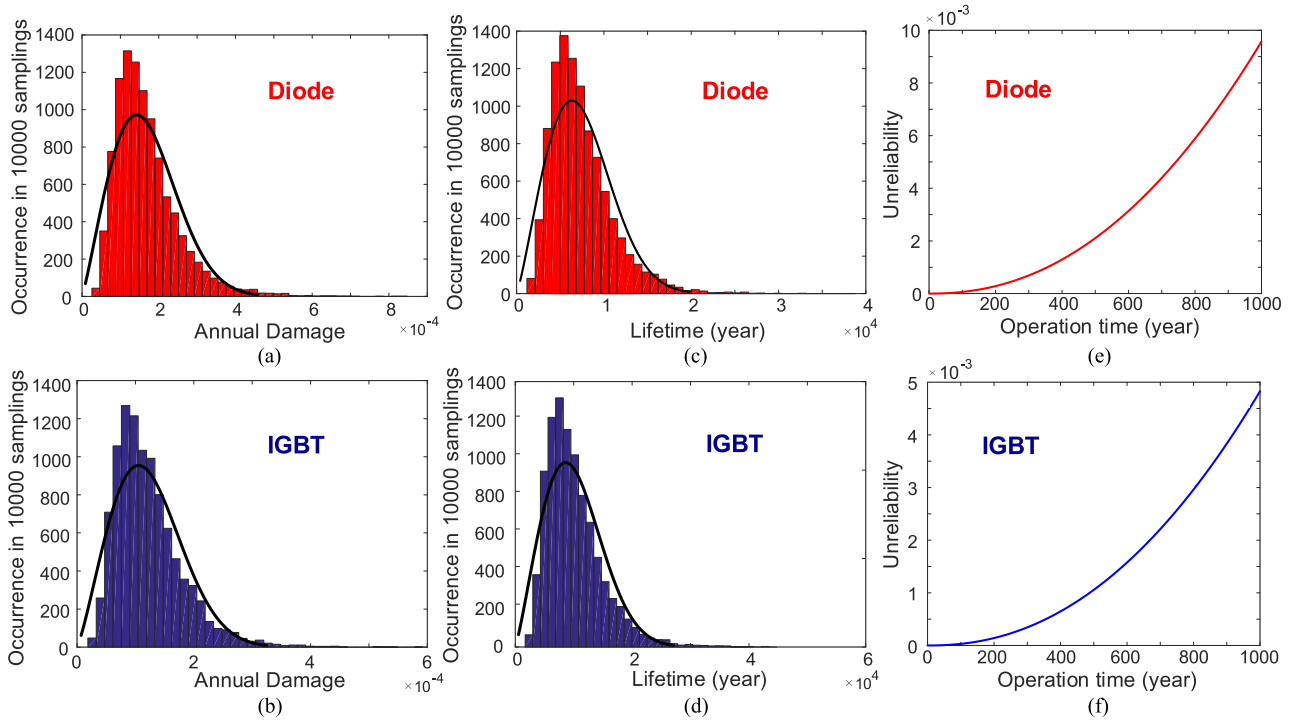 Occurrence in 10000 samplings
1400
1200
1000
800
600
400
200
0
Diode
0 2 4 6 8
Annual Damage
×10-4
(a)
Occurrence in 10000 samplings
1400
1200
1000
800
600
400
200
0
Diode
0 1 2 3 4
Lifetime (year)
×10^4
(c)
×10-3
Unreliability
10
8
6
4
2
0
Diode
0 200 400 600 800 1000
Operation time (year)
(e)
Occurrence in 10000 samplings
1400
1200
1000
800
600
400
200
0
IGBT
0 2 4 6
Annual Damage
×10-4
(b)
Occurrence in 10000 samplings
1400
1200
1000
800
600
400
200
0
IGBT
0 2 4 60
Lifetime (year)
×10^4
(d)
×10-3
Unreliability
5
4
3
2
1
0
IGBT
0 200 400 600 800 1000
Operation time (year)
(f)